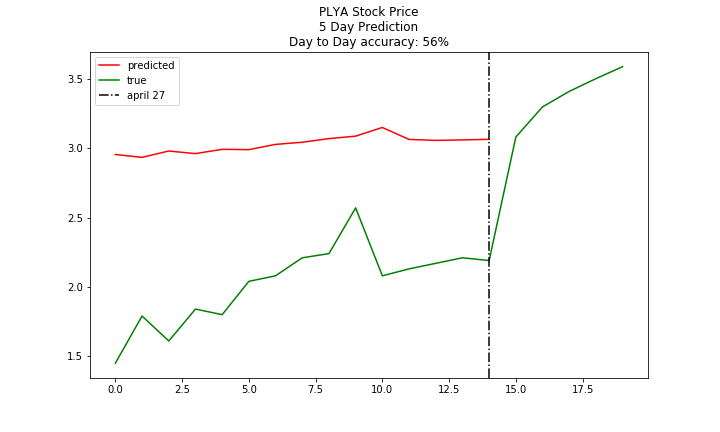 PLYA Stock Price
5 Day Prediction
Day to Day accuracy: 56%
predicted
true
april 27
3.5
3.0
2.5
2.0
1.5
0.0 2.5 5.0 7.5 10.0 12.5 15.0 17.5